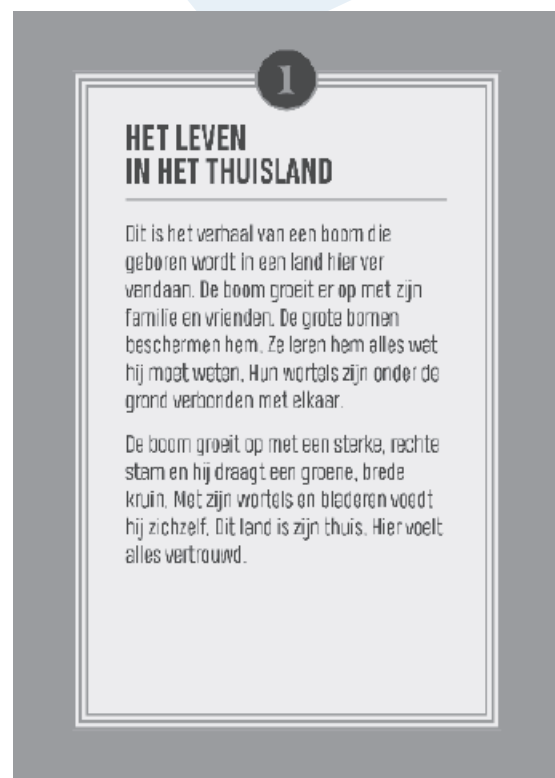 1
HET LEVEN
IN HET THUISLAND
Dit is het verhaal van een boom die
geboren wordt in een land hier ver
vandaan. De boom groeit er op met zijn
familie en vrienden. De grote bomen
beschermen hem. Ze leren hem alles wat
hij moet weten. Hun wortels zijn onder de
grond verbonden met elkaar.
De boom groeit op met een sterke, rechte
stam en hij draagt een groene, brede
kruin. Met zijn wortels en bladeren voedt
hij zichzelf. Dit land is zijn thuis. Hier voelt
alles vertrouwd.